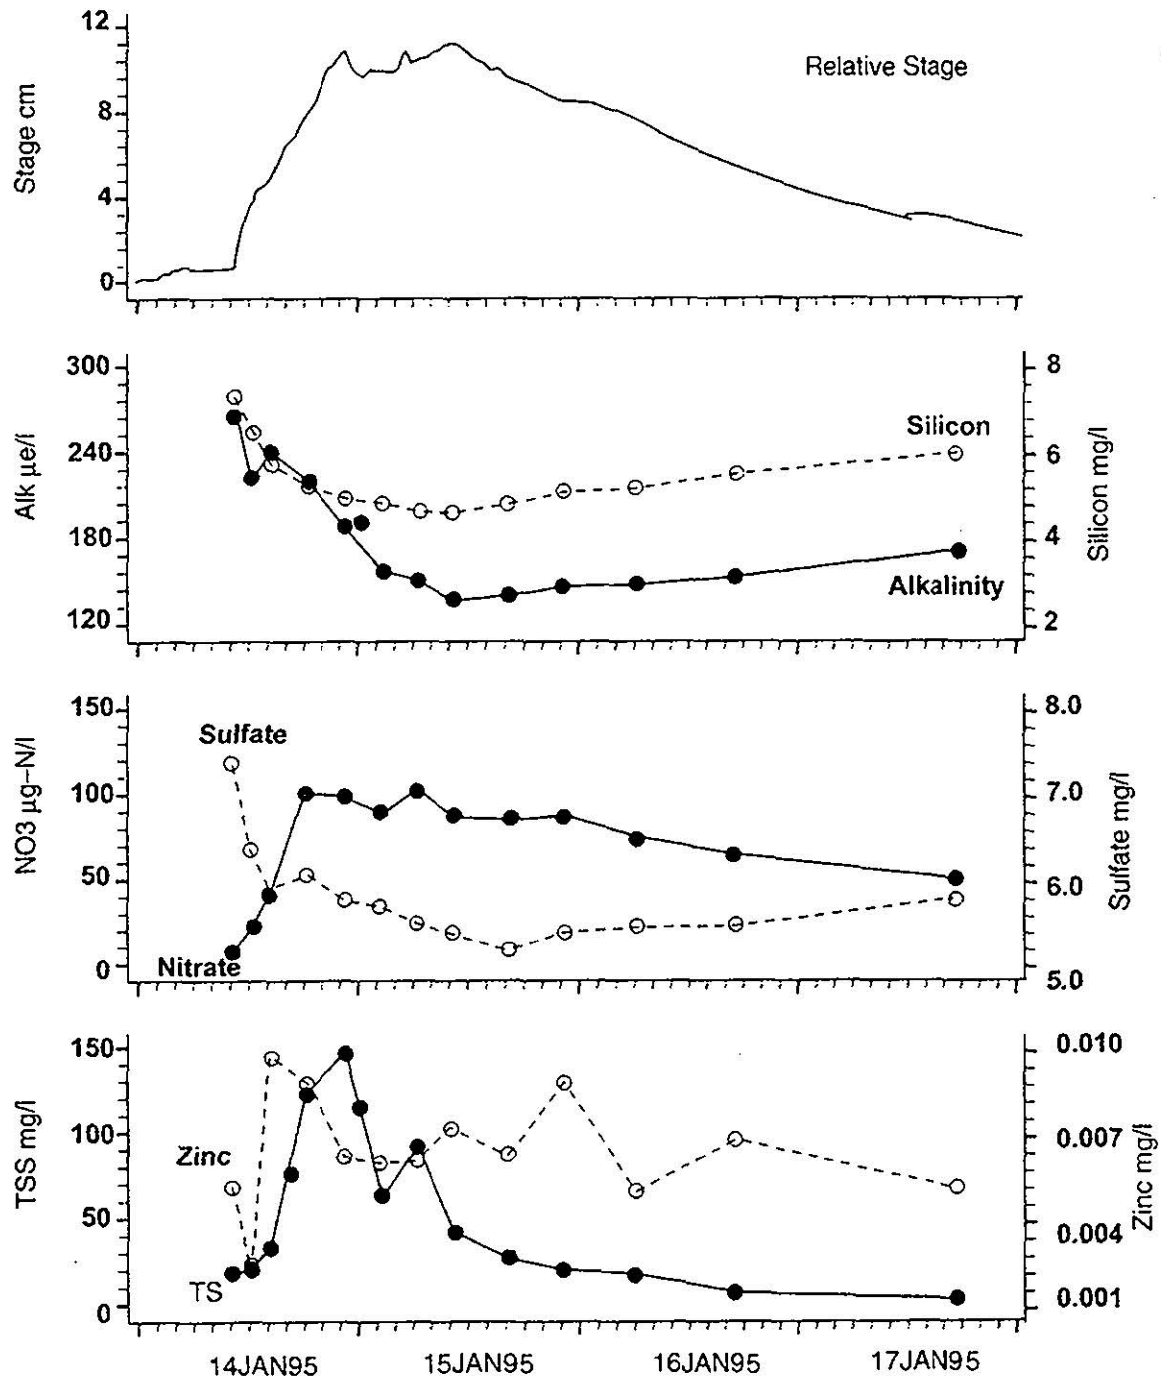 12
8
4
0
Stage cm
Relative Stage
300
240
180
120
Alk µe/l
8
6
4
2
Silicon mg/l
Silicon
Alkalinity
150
100
50
0
NO3 µg–N/l
8.0
7.0
6.0
5.0
Sulfate mg/l
Sulfate
Nitrate
150
100
50
0
TSS mg/l
0.010
0.007
0.004
0.001
Zinc mg/l
Zinc
TS
14JAN95 15JAN95 16JAN95 17JAN95